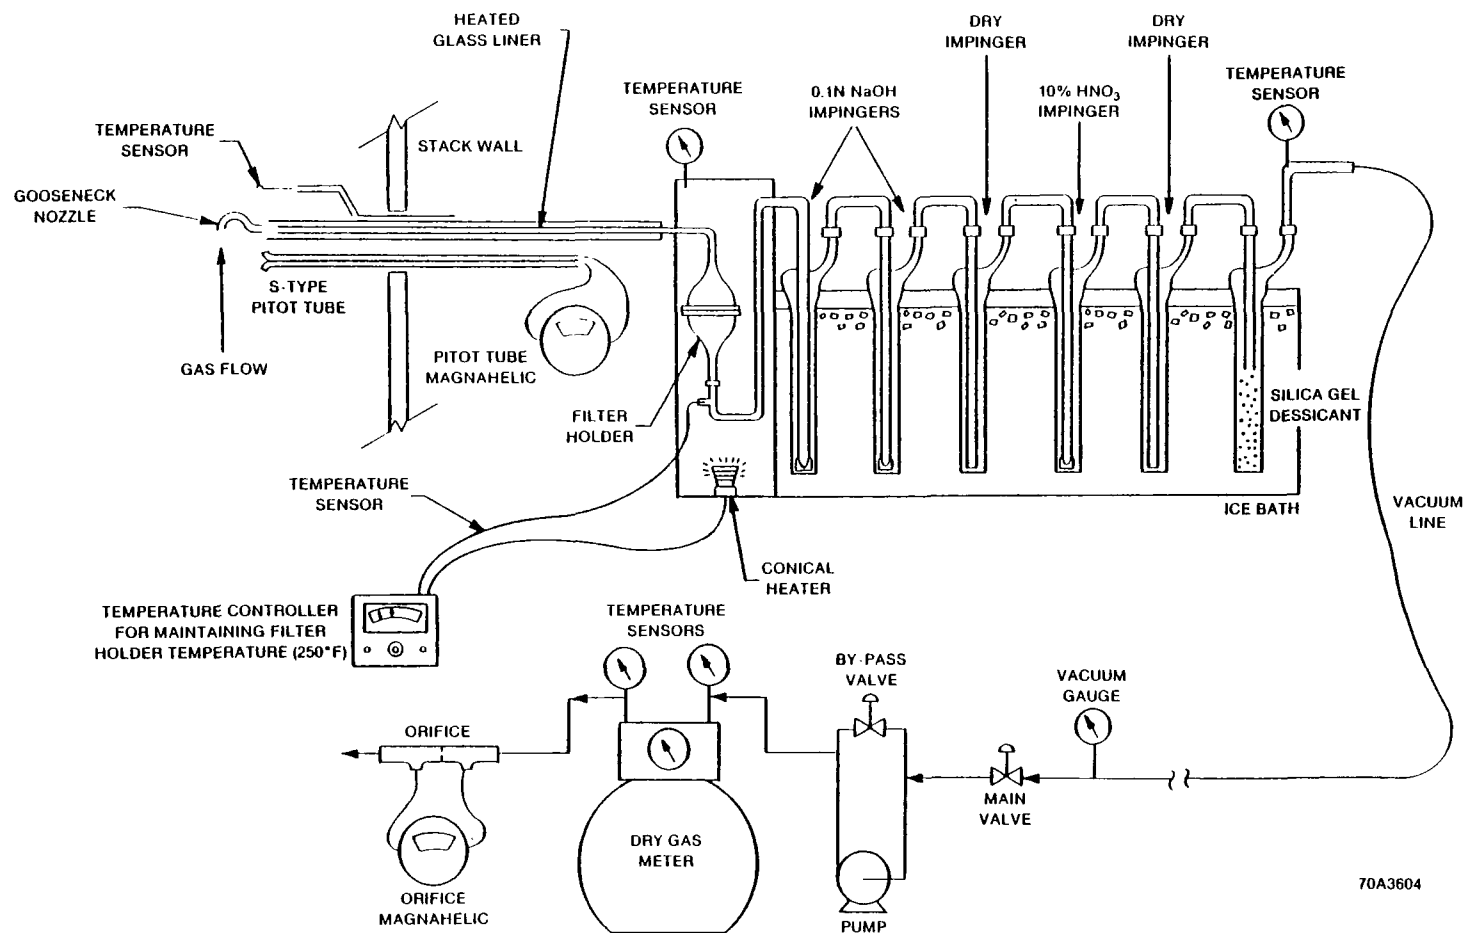 HEATED
GLASS LINER
DRY
IMPINGER
DRY
IMPINGER
TEMPERATURE
SENSOR
0.1N NaOH
IMPINGERS
10% HNO3
IMPINGER
TEMPERATURE
SENSOR
TEMPERATURE
SENSOR
STACK WALL
GOOSENECK
NOZZLE
S-TYPE
PITOT TUBE
GAS FLOW
PITOT TUBE
MAGNAHELIC
FILTER
HOLDER
SILICA GEL
DESSICANT
TEMPERATURE
SENSOR
ICE BATH
VACUUM
LINE
CONICAL
HEATER
TEMPERATURE CONTROLLER
FOR MAINTAINING FILTER
HOLDER TEMPERATURE (250°F)
TEMPERATURE
SENSORS
BY-PASS
VALVE
VACUUM
GAUGE
ORIFICE
MAIN
VALVE
DRY GAS
METER
ORIFICE
MAGNAHELIC
PUMP
70A3604